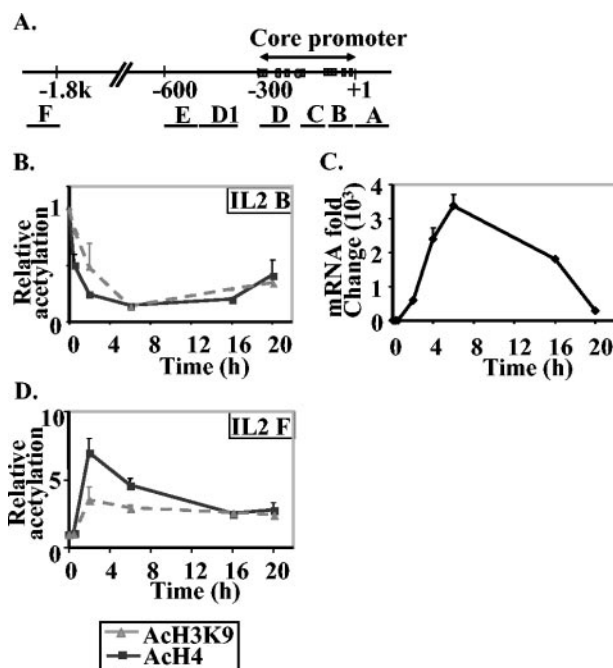 A.
Core promoter
-1.8k -600 -300 +1
F E D1 D C B A
B.
IL2 B
Relative acetylation
1
0
0 4 8 12 16 20
Time (h)
C.
mRNA fold Change (10³)
4
3
2
1
0
0 4 8 12 16 20
Time (h)
D.
IL2 F
Relative acetylation
10
5
0
0 4 8 12 16 20
Time (h)
AcH3K9
AcH4